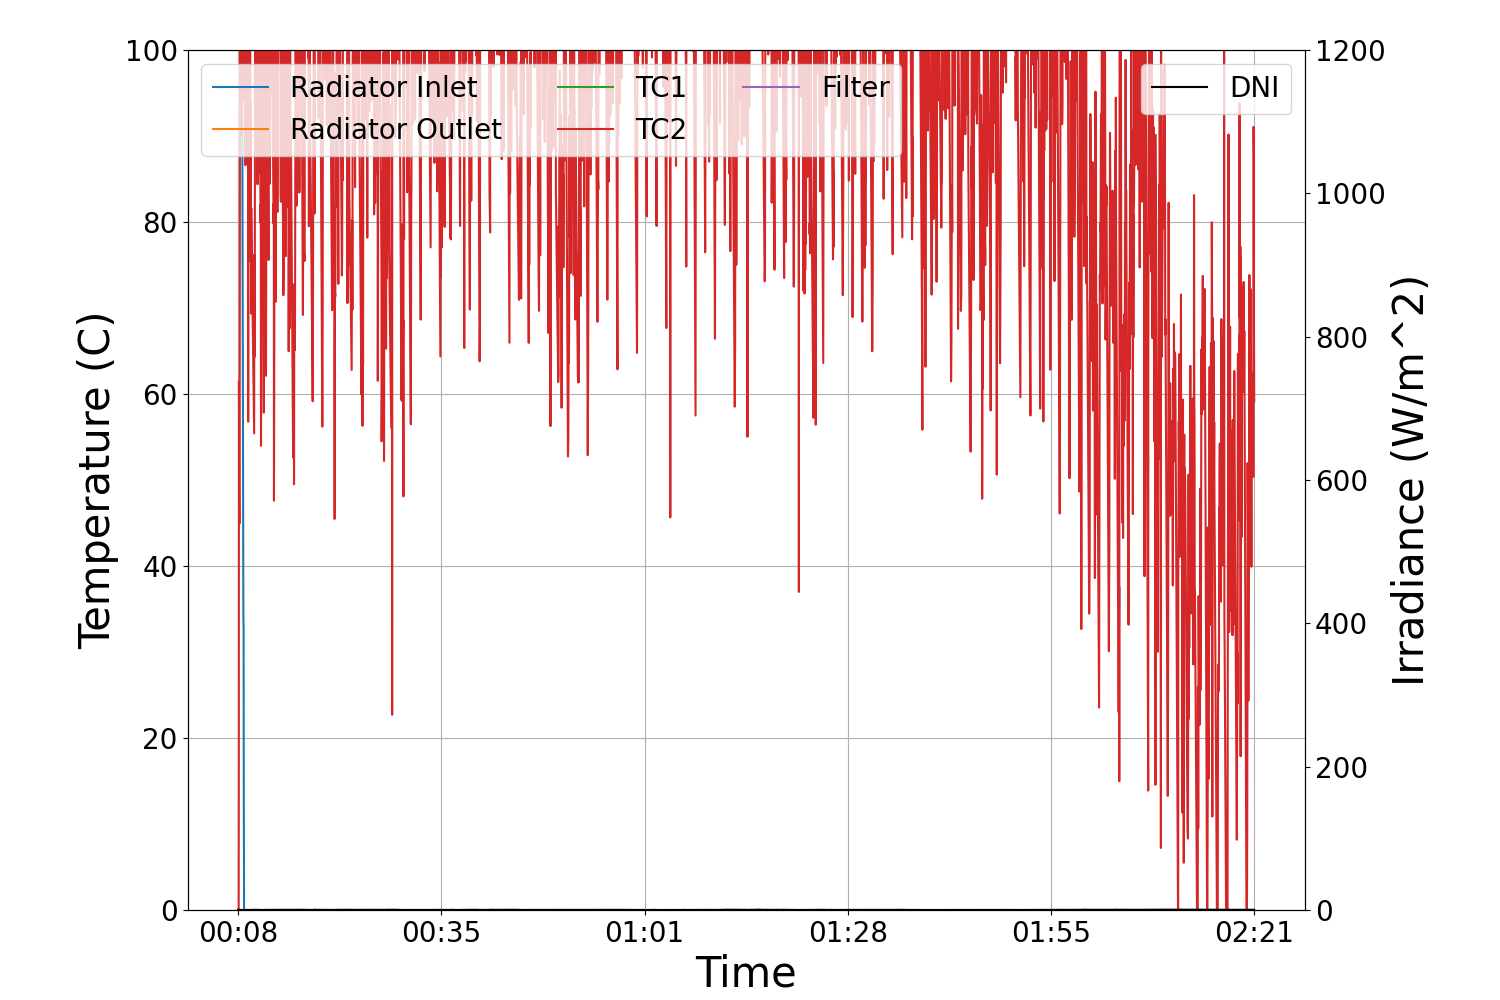 100
80
60
40
20
0
Temperature (C)
Radiator Inlet
Radiator Outlet
TC1
TC2
Filter
DNI
1200
1000
800
600
400
200
0
Irradiance (W/m^2)
00:08 00:35 01:01 01:28 01:55 02:21
Time